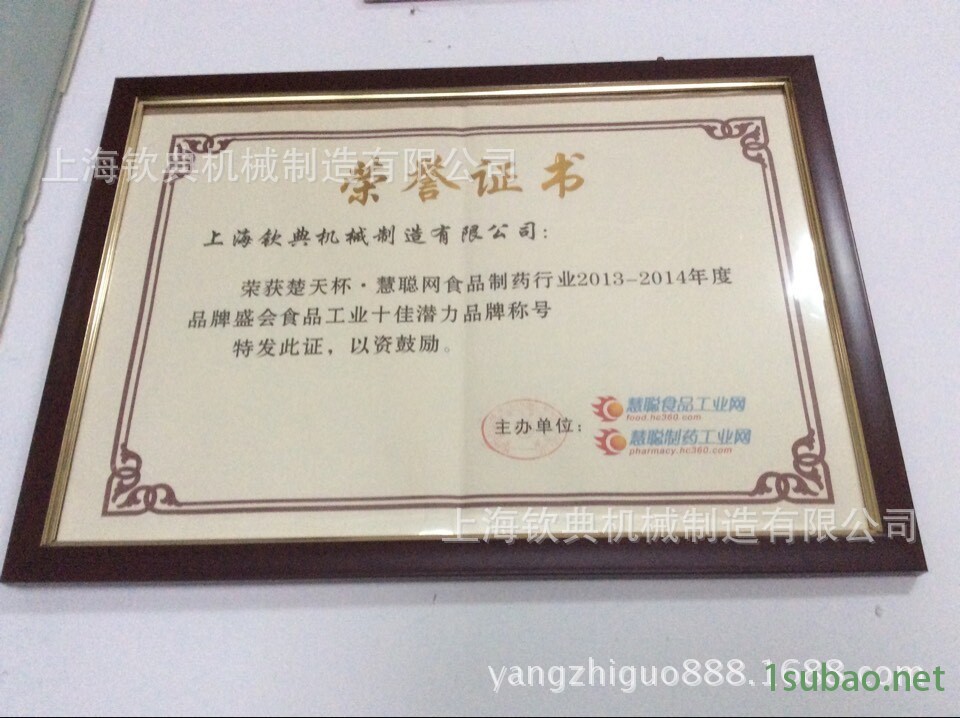 上海钦典机械制造有限公司
荣誉证书
上海钦典机械制造有限公司:
荣获楚天杯·慧聪网食品制药行业2013-2014年度
品牌盛会食品工业十佳潜力品牌称号
特发此证，以资鼓励。
主办单位:
慧聪食品工业网
food.hc360.com
慧聪制药工业网
pharmacy.hc360.com
上海钦典机械制造有限公司
yangzhiguo888.1688.com
1subao.net